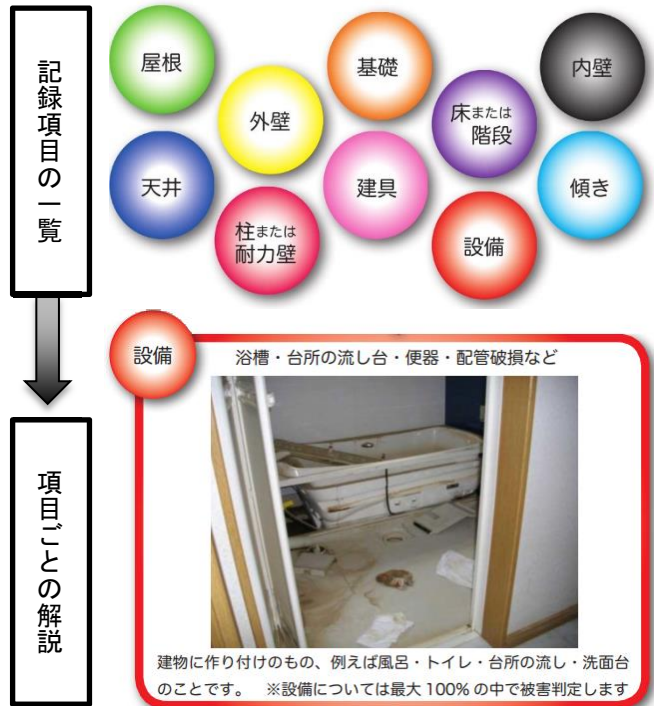 記録項目の一覧
屋根
外壁
基礎
床または
階段
内壁
天井
柱または
耐力壁
建具
設備
傾き
項目ごとの解説
設備
浴槽・台所の流し台・便器・配管破損など
建物に作り付けのもの、例えば風呂・トイレ・台所の流し・洗面台
のことです。　※設備については最大 100% の中で被害判定します